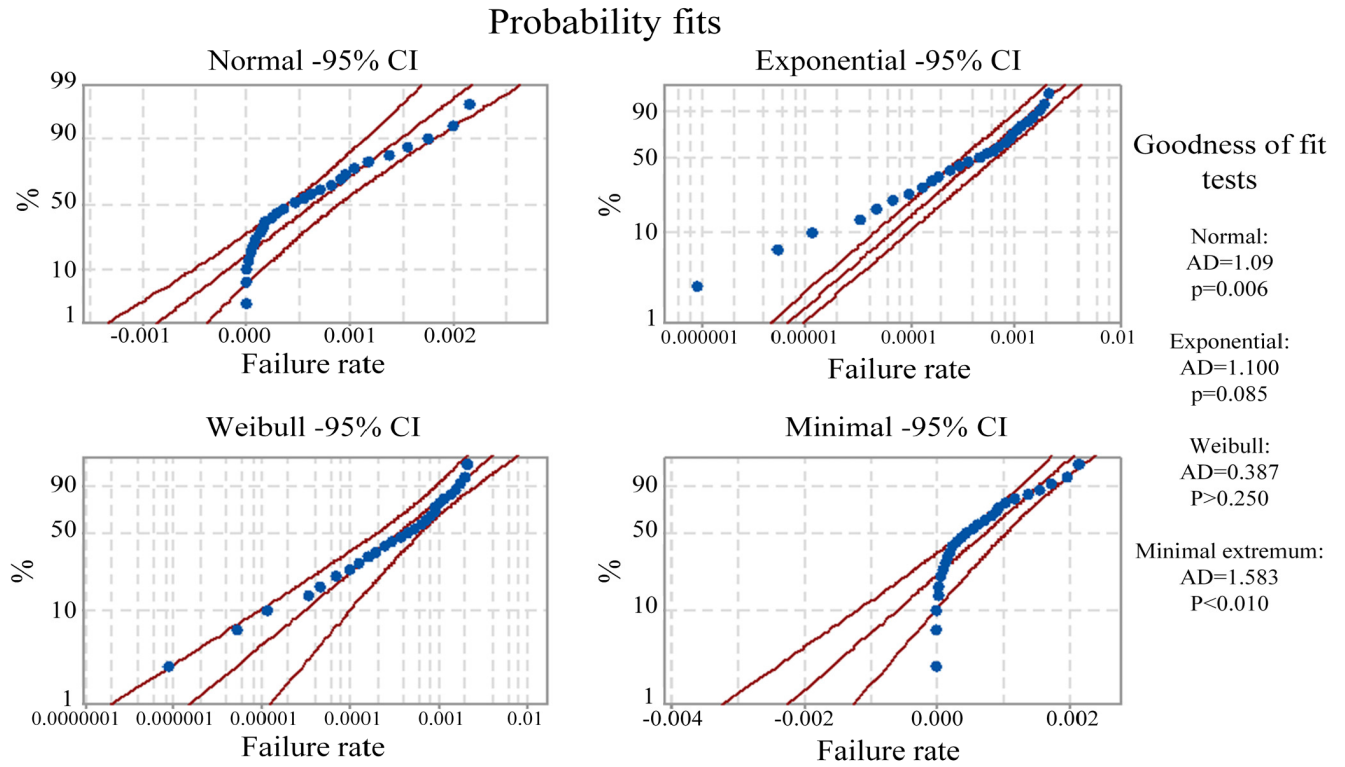 Probability fits
Normal -95% CI
99
90
50
10
1
%
-0.001
0.000
0.001
0.002
Failure rate
Exponential -95% CI
90
50
10
1
%
0.000001
0.00001
0.0001
0.001
0.01
Failure rate
Weibull -95% CI
90
50
10
1
%
0.0000001
0.000001
0.000001
0.0001
0.001
0.01
Failure rate
Minimal -95% CI
90
50
10
1
%
-0.004
-0.002
0.000
0.002
Failure rate
Goodness of fit
tests
Normal:
AD=1.09
p=0.006
Exponential:
AD=1.100
p=0.085
Weibull:
AD=0.387
P>0.250
Minimal extremum:
AD=1.583
P<0.010